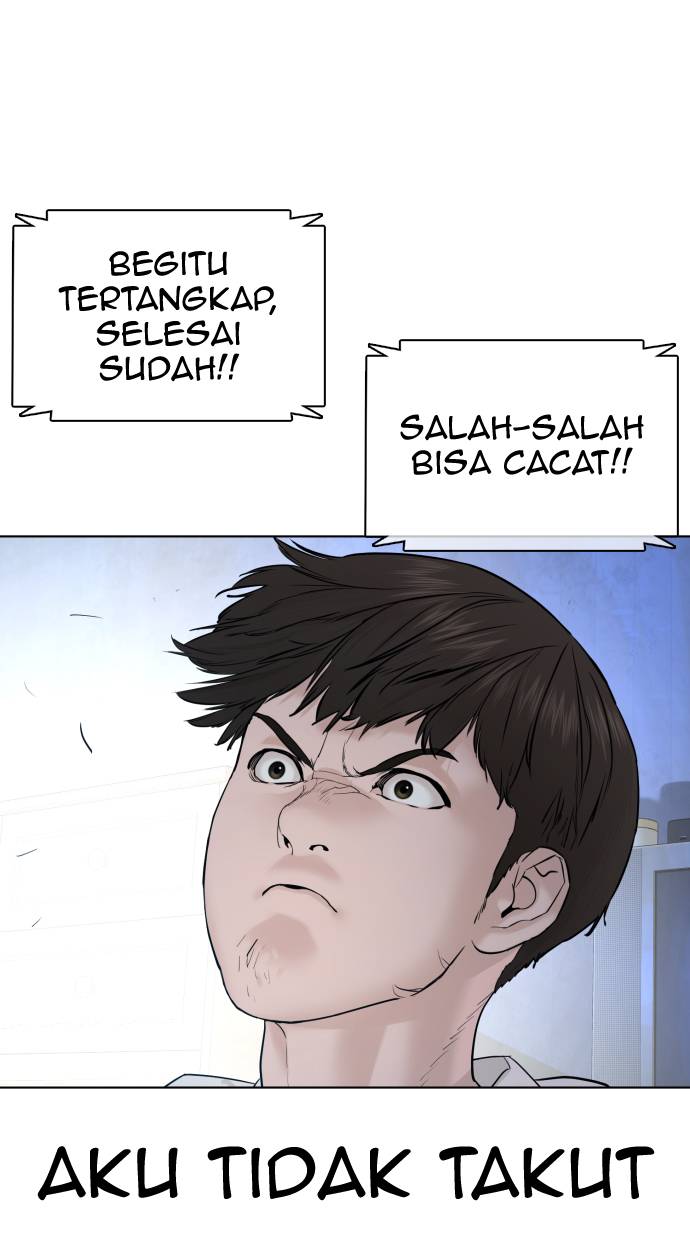 BEGITU
TERTANGKAP,
SELESAI
SUDAH!!
SALAH-SALAH
BISA CACAT!!
AKU TIDAK TAKUT